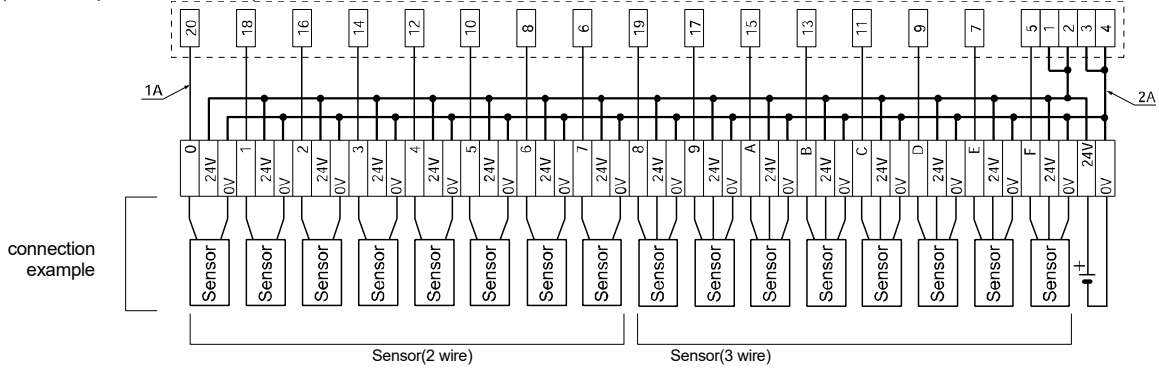 20 18 16 14 12 10 8 6 19 17 15 13 11 9 7 5 1 2 3 4
1A
2A
0 24V 0V 1 24V 0V 2 24V 0V 3 24V 0V 4 24V 0V 5 24V 0V 6 24V 0V 7 24V 0V 8 24V 0V 9 24V 0V A 24V 0V B 24V 0V C 24V 0V D 24V 0V E 24V 0V F 24V 0V 24V 0V
connection
example
Sensor Sensor Sensor Sensor Sensor Sensor Sensor Sensor Sensor Sensor Sensor Sensor Sensor Sensor Sensor Sensor
+
Sensor(2 wire)
Sensor(3 wire)